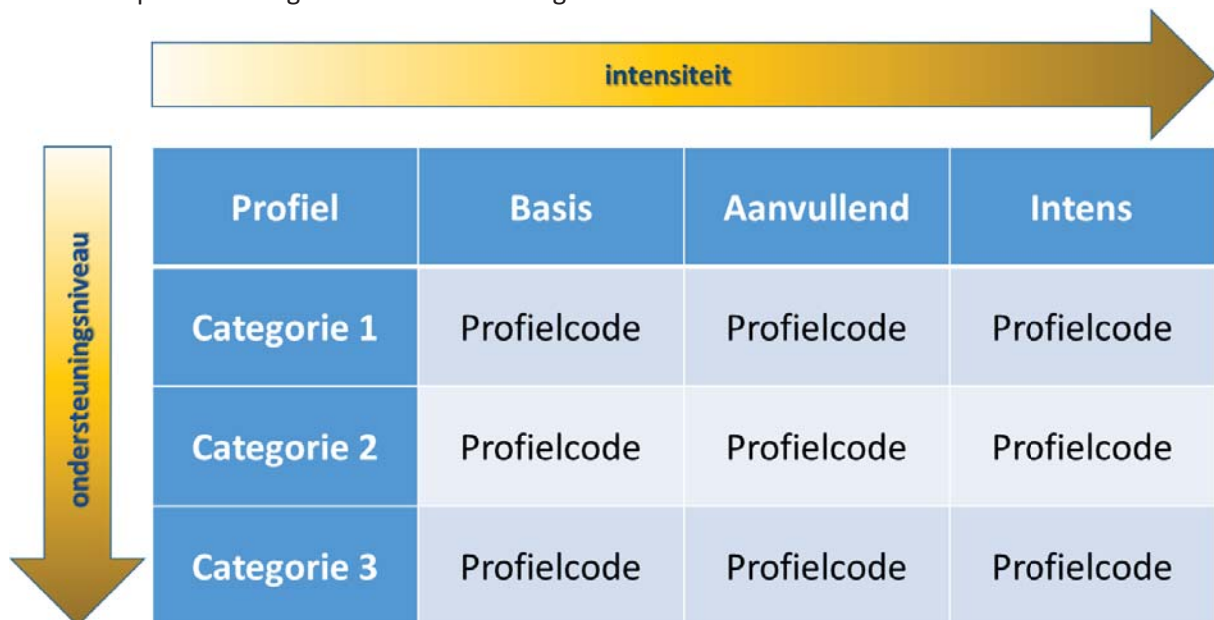 intensiteit
ondersteuningsniveau
Profiel Basis Aanvullend Intens
Categorie 1 Profielcode Profielcode Profielcode
Categorie 2 Profielcode Profielcode Profielcode
Categorie 3 Profielcode Profielcode Profielcode